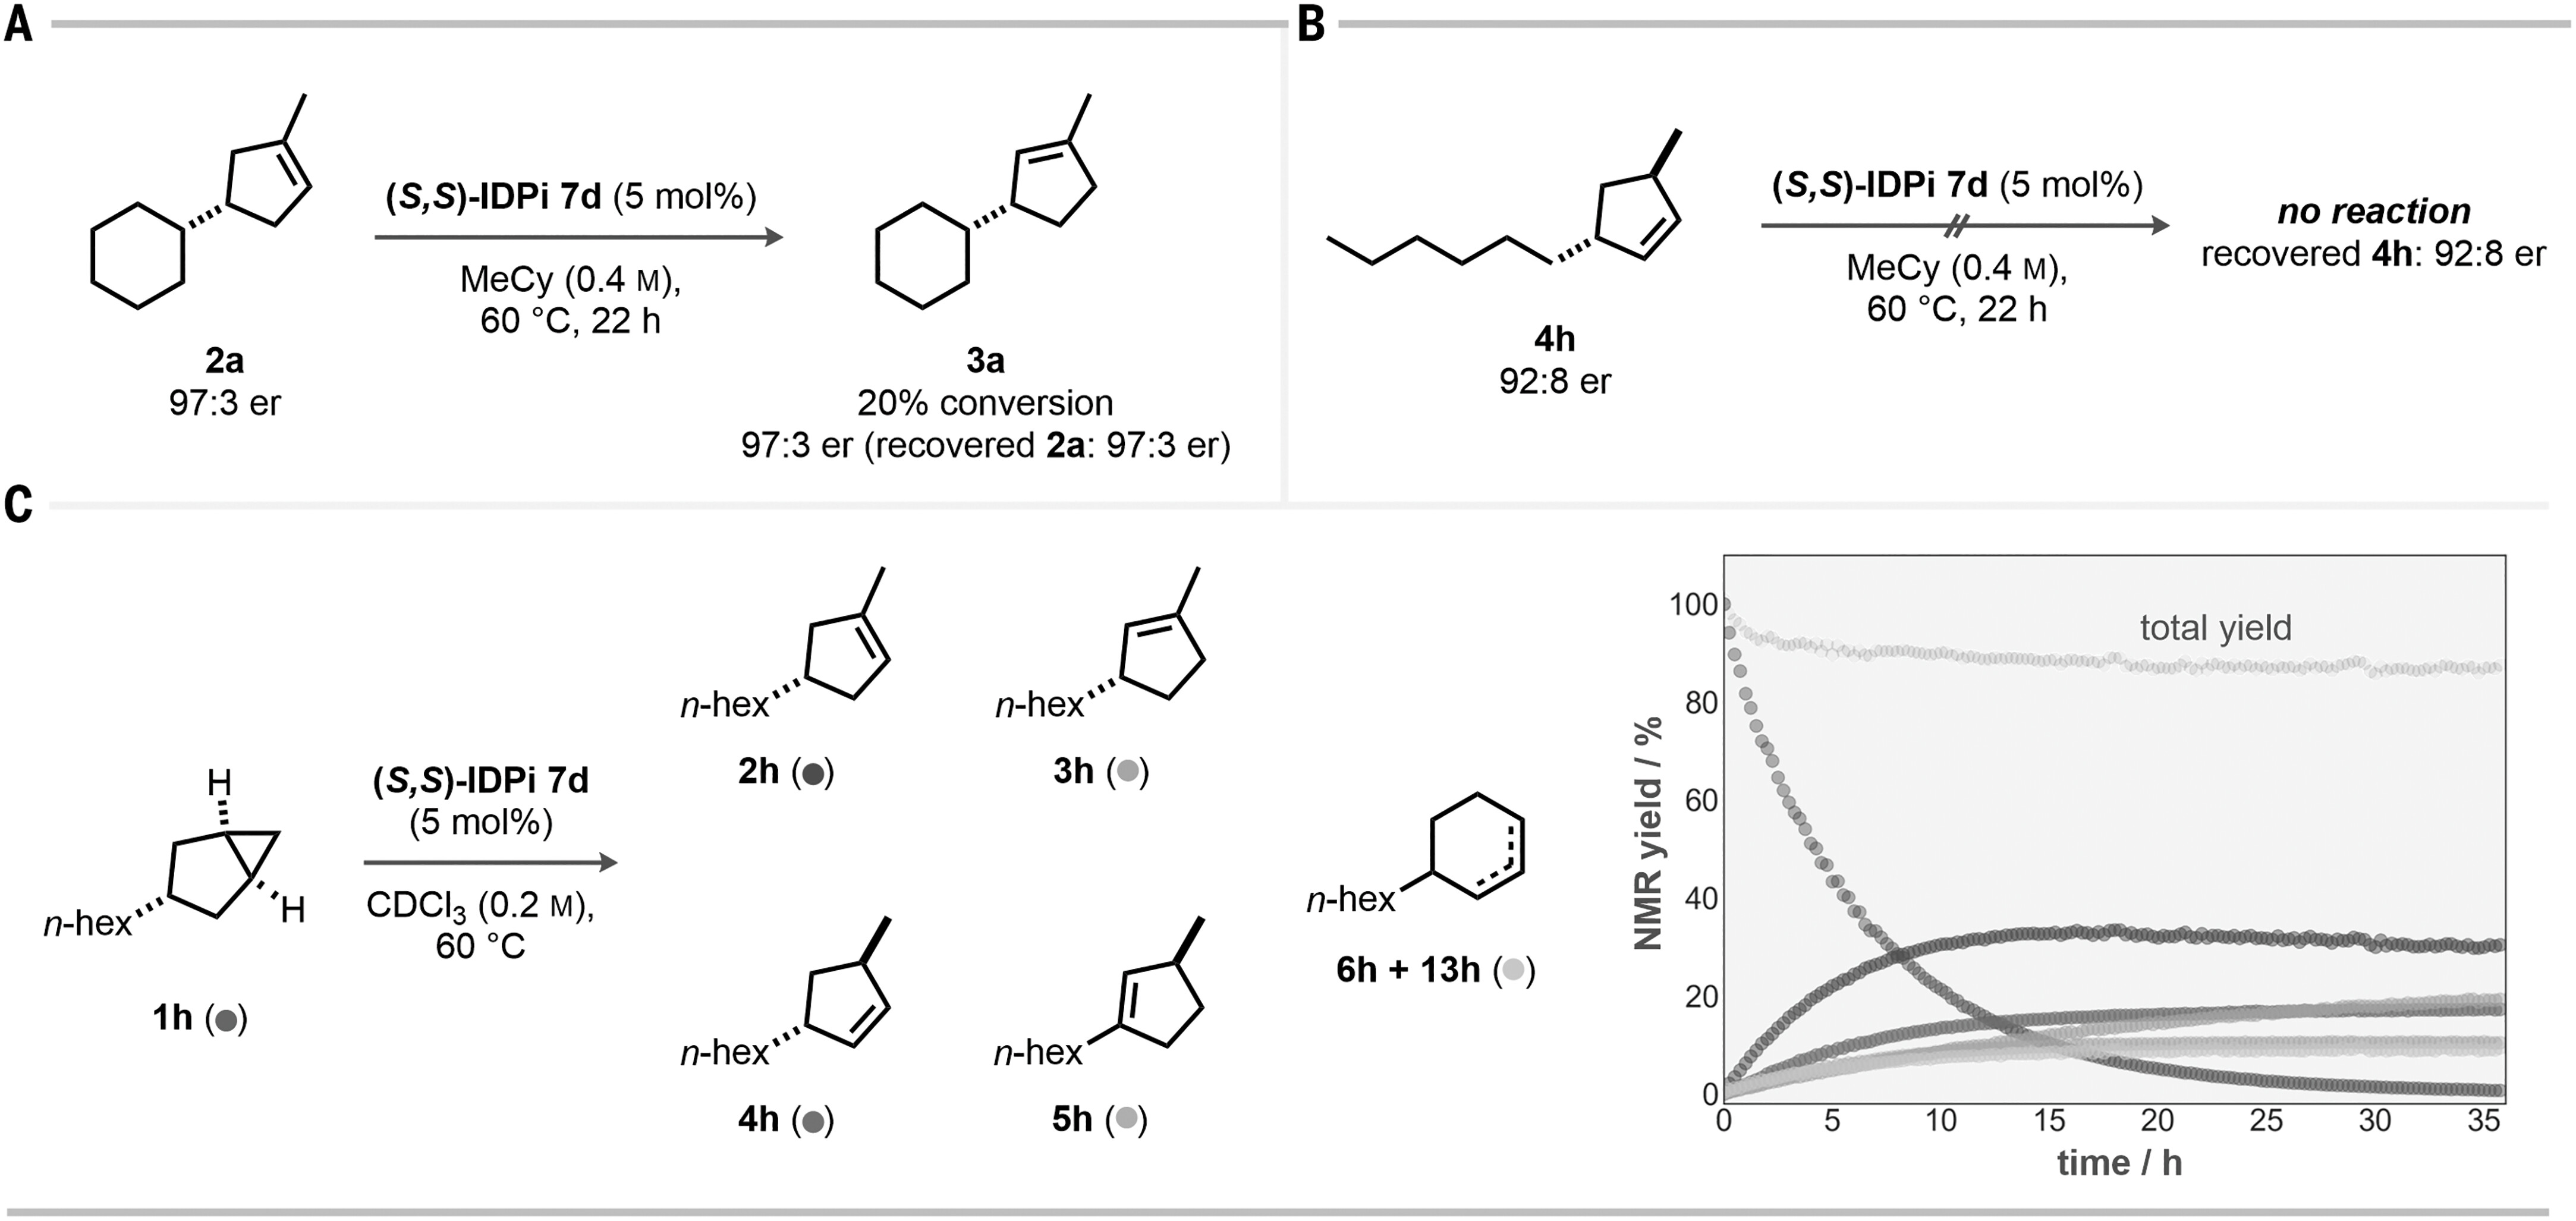 A
(S,S)-IDPi 7d (5 mol%)
MeCy (0.4 M),
60 °C, 22 h
2a
97:3 er
3a
20% conversion
97:3 er (recovered 2a: 97:3 er)
B
(S,S)-IDPi 7d (5 mol%)
MeCy (0.4 M),
60 °C, 22 h
no reaction
recovered 4h: 92:8 er
4h
92:8 er
C
H
H
n-hex
1h ( )
(S,S)-IDPi 7d
(5 mol%)
CDCl3 (0.2 M),
60 °C
n-hex
2h ( )
n-hex
3h ( )
n-hex
4h ( )
n-hex
5h ( )
n-hex
6h + 13h ( )
total yield
NMR yield / %
100
80
60
40
20
0
0 5 10 15 20 25 30 35
time / h